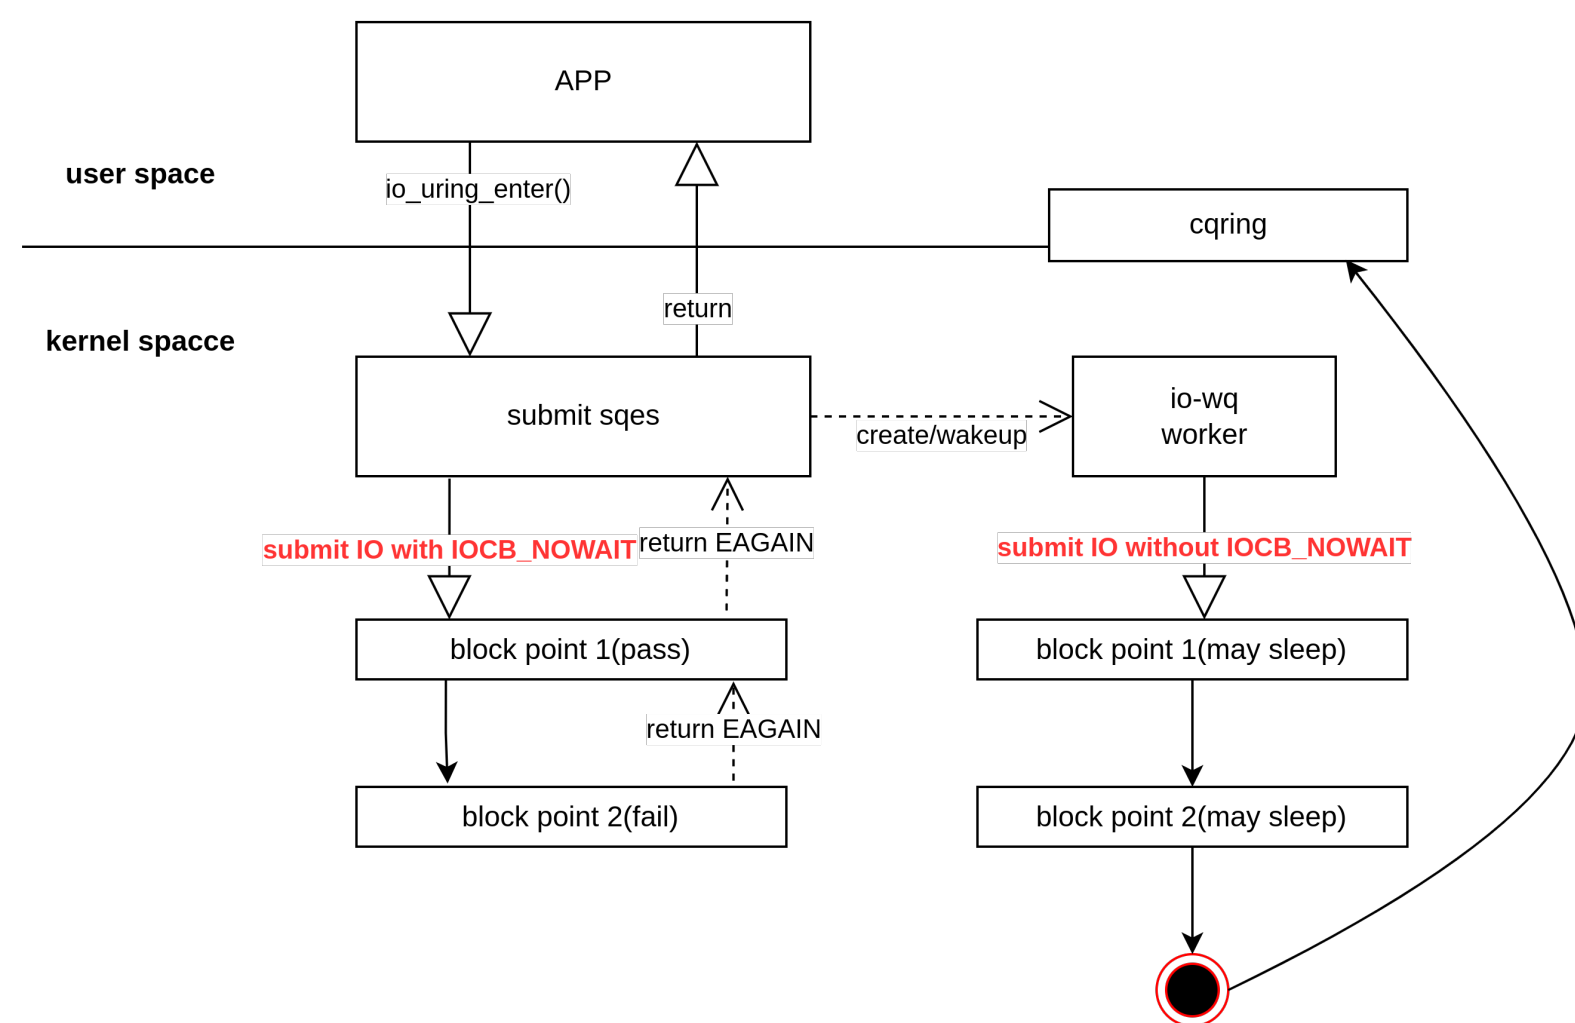 APP
user space
io_uring_enter()
cqring
return
kernel spacce
submit sqes
io-wq
worker
create/wakeup
submit IO with IOCB_NOWAIT
return EAGAIN
submit IO without IOCB_NOWAIT
block point 1(pass)
block point 1(may sleep)
return EAGAIN
block point 2(fail)
block point 2(may sleep)